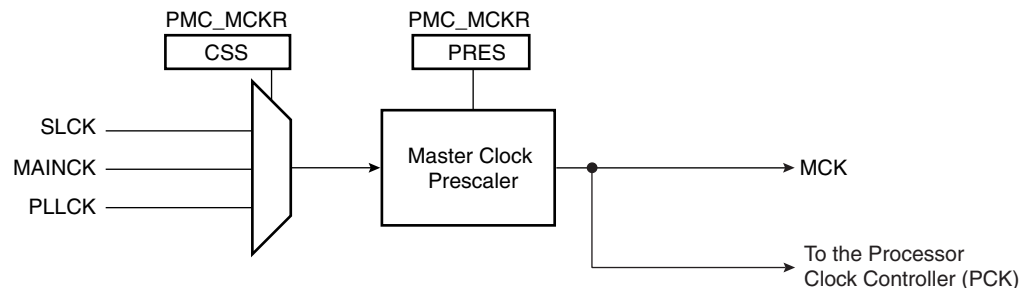 PMC_MCKR
PMC_MCKR
CSS
PRES
SLCK
MAINCK
PLLCK
Master Clock
Prescaler
MCK
To the Processor
Clock Controller (PCK)